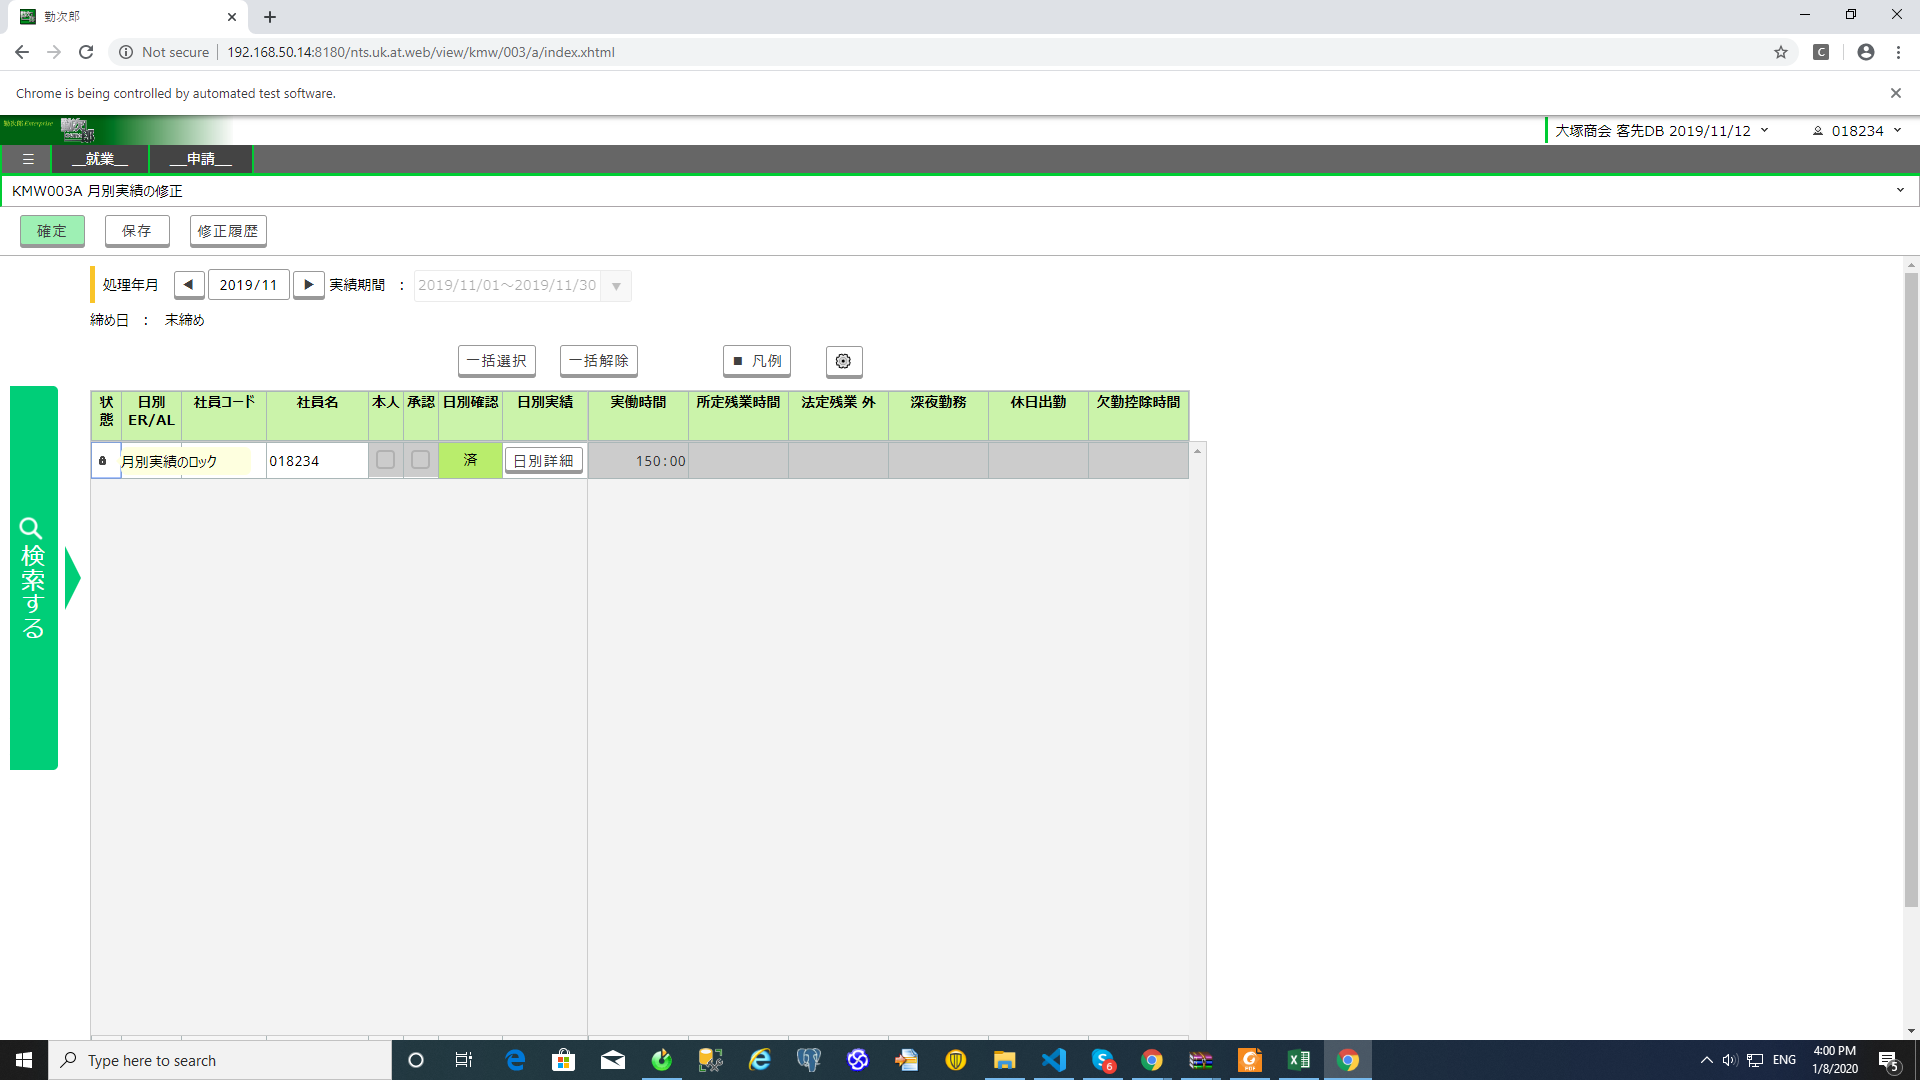 勤次郎
Not secure
192.168.50.14:8180/nts.uk.at.web/view/kmw/003/a/index.xhtml
Chrome is being controlled by automated test software.
勤次郎 Enterprise
大塚商会 客先DB 2019/11/12
018234
__就業__
__申請__
KMW003A 月別実績の修正
確定
保存
修正履歴
処理年月
◀
2019/11
▶
実績期間 :
2019/11/01～2019/11/30
▼
締め日 : 末締め
一括選択
一括解除
■ 凡例
状態
日別 ER/AL
社員コード
社員名
本人
承認
日別確認
日別実績
実働時間
所定残業時間
法定残業 外
深夜勤務
休日出勤
欠勤控除時間
月別実績のロック
018234
済
日別詳細
150:00
検索する
Type here to search
6
ENG
4:00 PM
1/8/2020
5